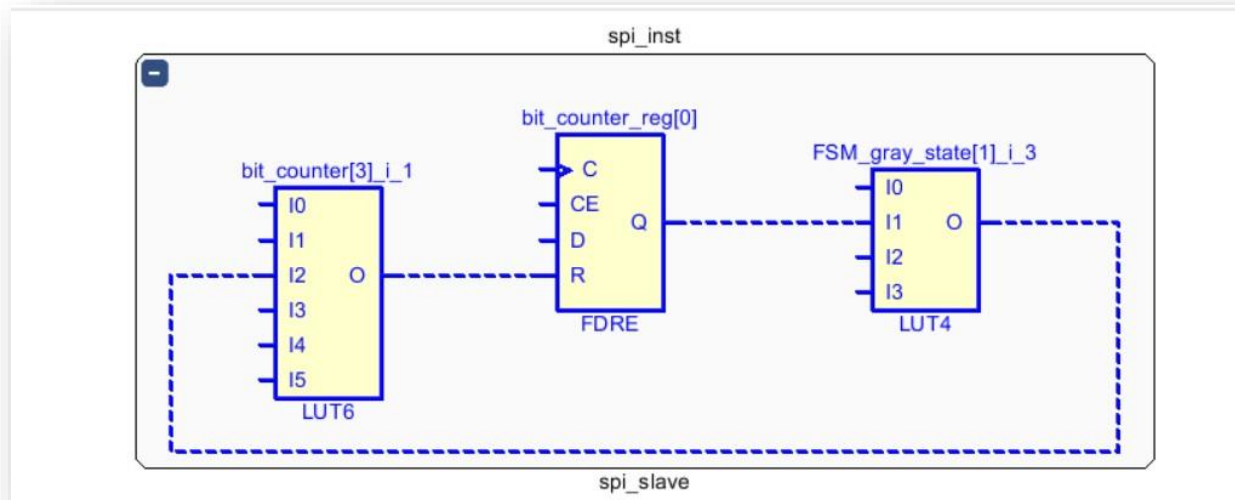 spi_inst
bit_counter_reg[0]
bit_counter[3]_i_1
FSM_gray_state[1]_i_3
C
CE
D
R
Q
FDRE
I0
I1
I2
I3
I4
I5
O
LUT6
I0
I1
I2
I3
O
LUT4
spi_slave